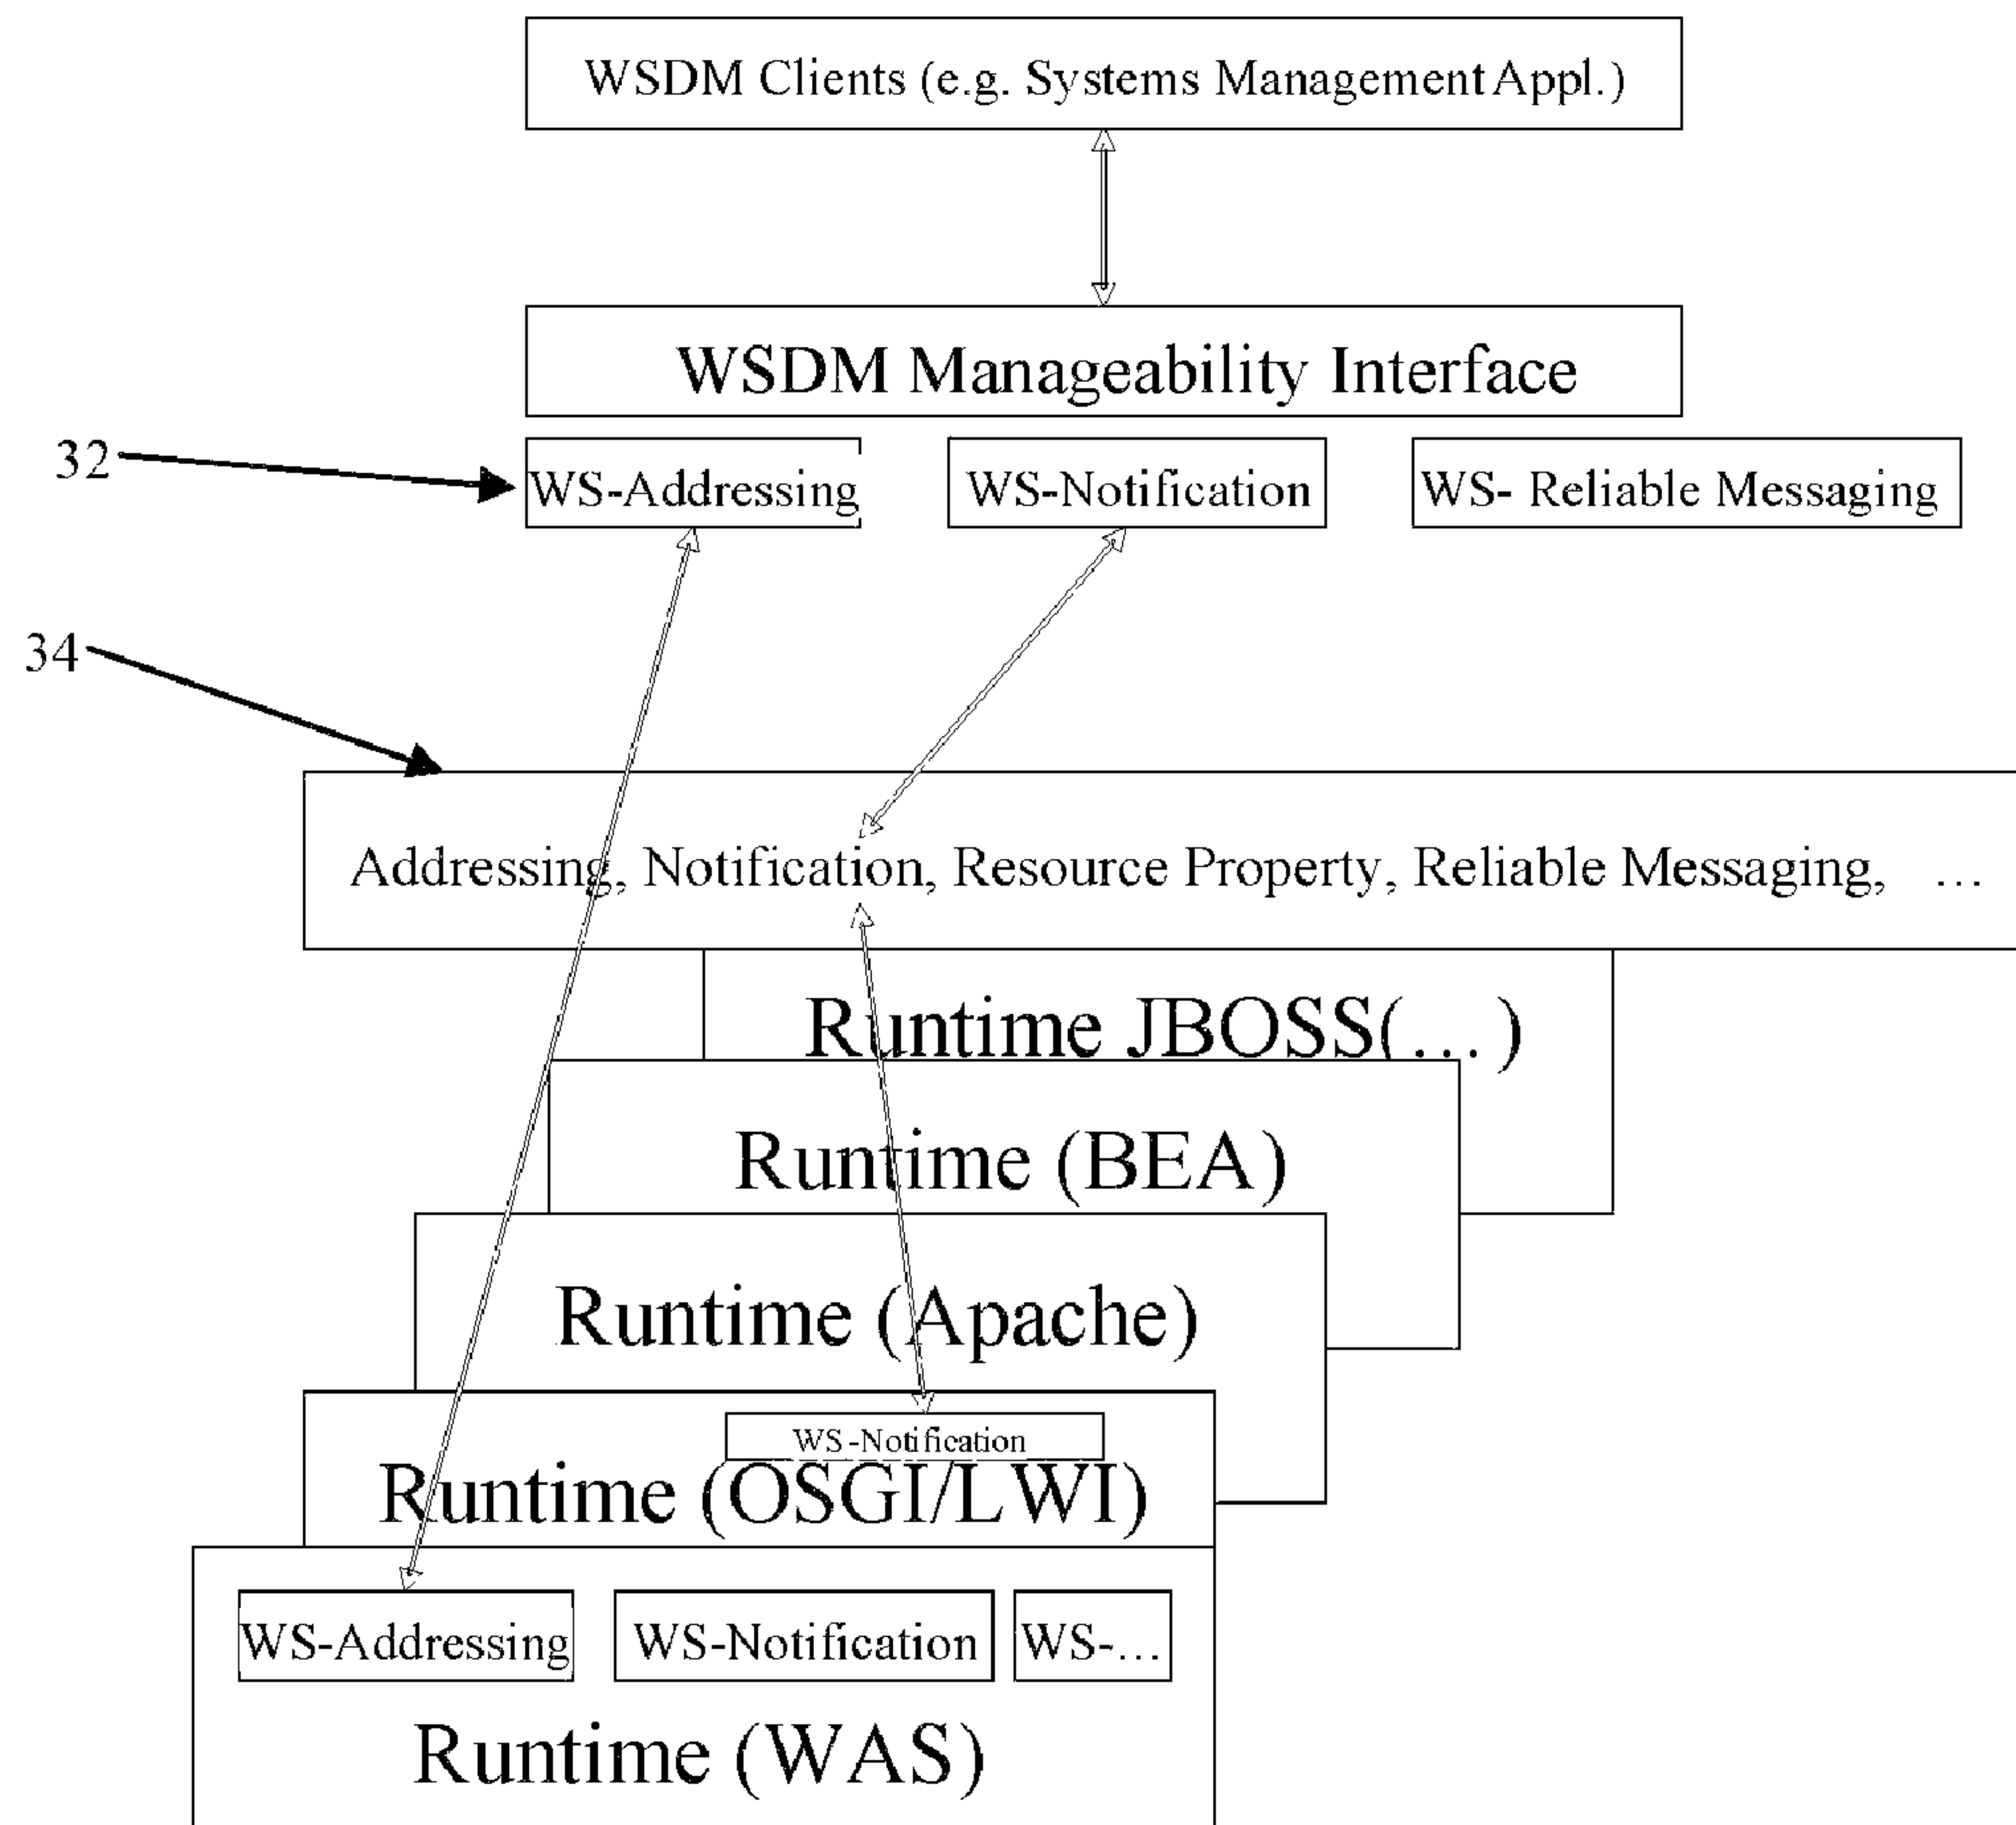 WSDM Clients (e.g. Systems Management Appl.)
WSDM Manageability Interface
32
WS-Addressing
WS-Notification
WS- Reliable Messaging
34
Addressing, Notification, Resource Property, Reliable Messaging, ...
Runtime JBOSS(...)
Runtime (BEA)
Runtime (Apache)
WS-Notification
Runtime (OSGI/LWI)
WS-Addressing
WS-Notification
WS-...
Runtime (WAS)